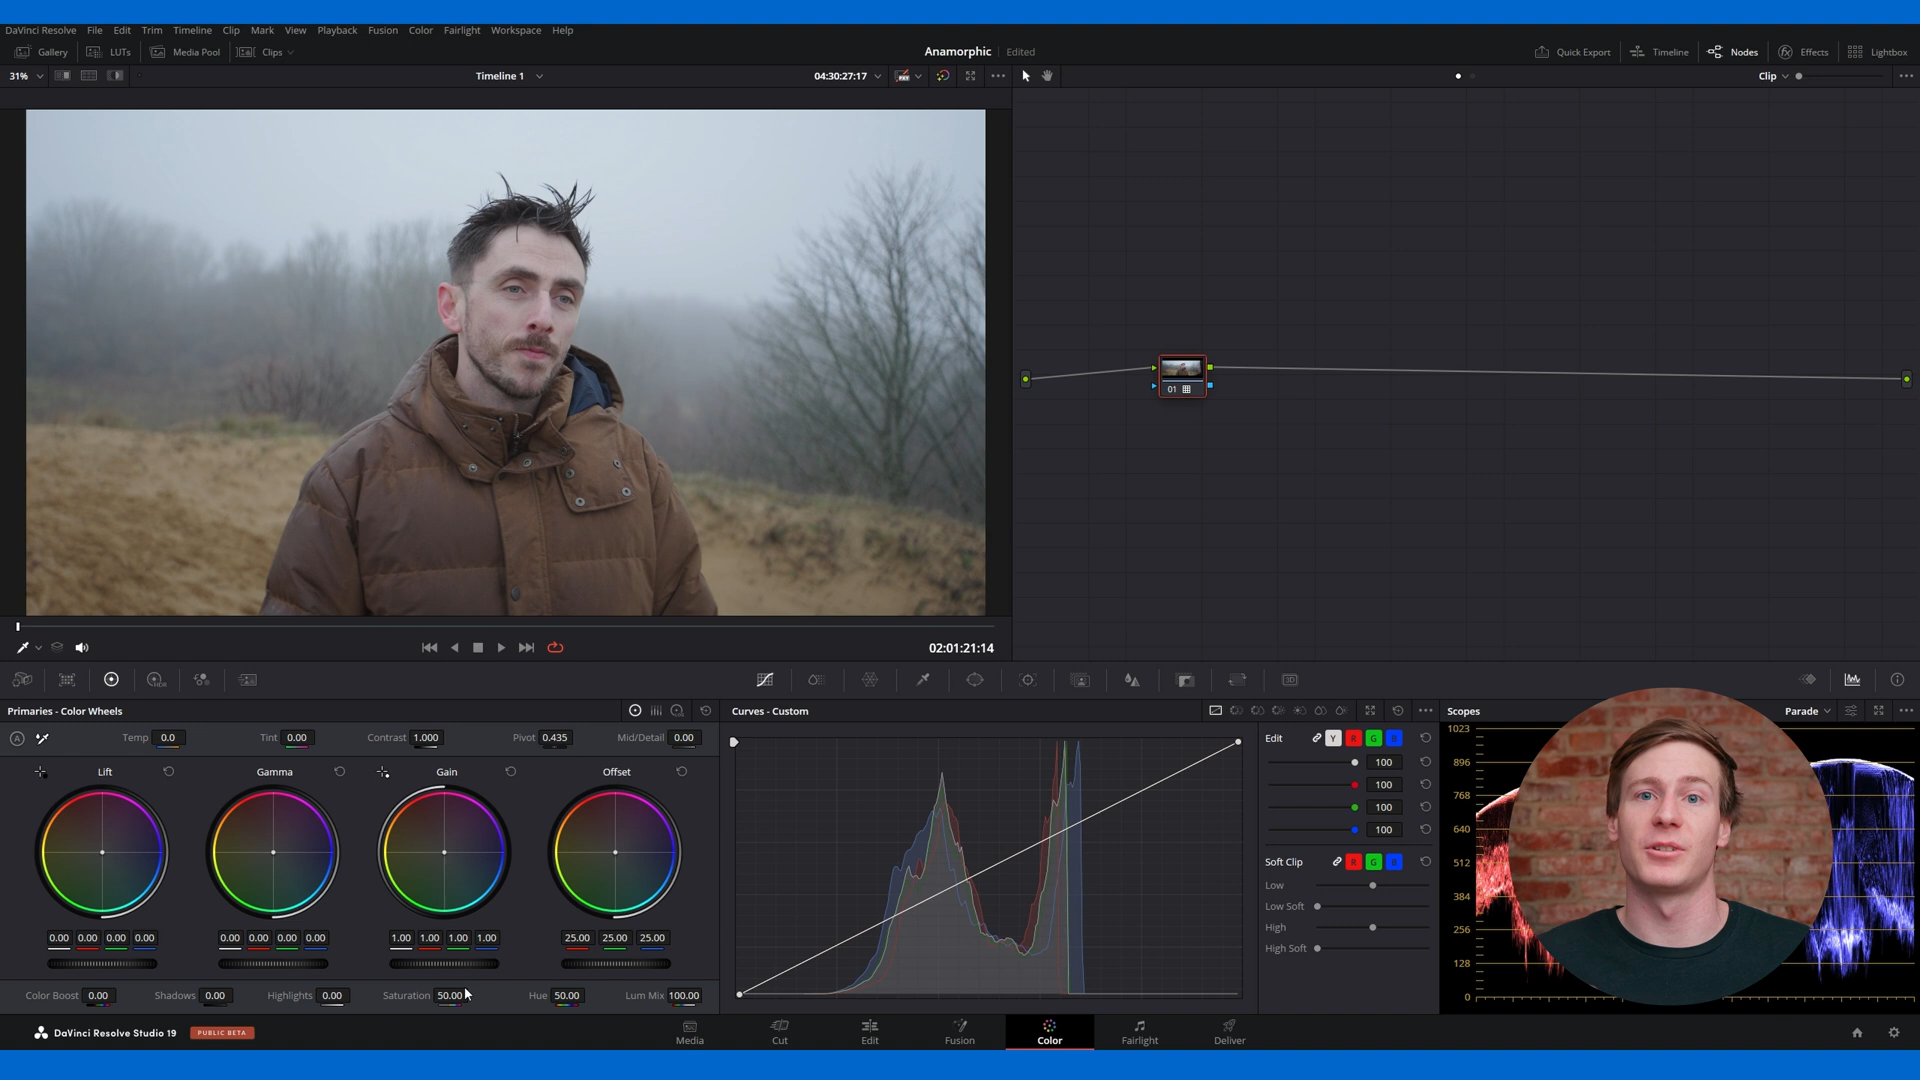 DaVinci Resolve File Edit Trim Timeline Clip Mark View Playback Fusion Color Fairlight Workspace Help
Gallery LUTs Media Pool Clips Anamorphic Edited Quick Export Timeline Nodes Effects Lightbox
31% Timeline 1 04:30:27:17 Clip
01
02:01:21:14
HDR
3D
Primaries - Color Wheels Curves - Custom Scopes Parade
A Temp 0.0 Tint 0.00 Contrast 1.000 Pivot 0.435 Mid/Detail 0.00 Edit Y R G B
Lift Gamma Gain Offset
100
100
100
100
Soft Clip R G B
Low
Low Soft
High
High Soft
1023
896
768
640
512
384
256
128
0
0.00 0.00 0.00 0.00 0.00 0.00 0.00 0.00 1.00 1.00 1.00 1.00 25.00 25.00 25.00
Color Boost 0.00 Shadows 0.00 Highlights 0.00 Saturation 50.00 Hue 50.00 Lum Mix 100.00
DaVinci Resolve Studio 19 PUBLIC BETA Media Cut Edit Fusion Color Fairlight Deliver